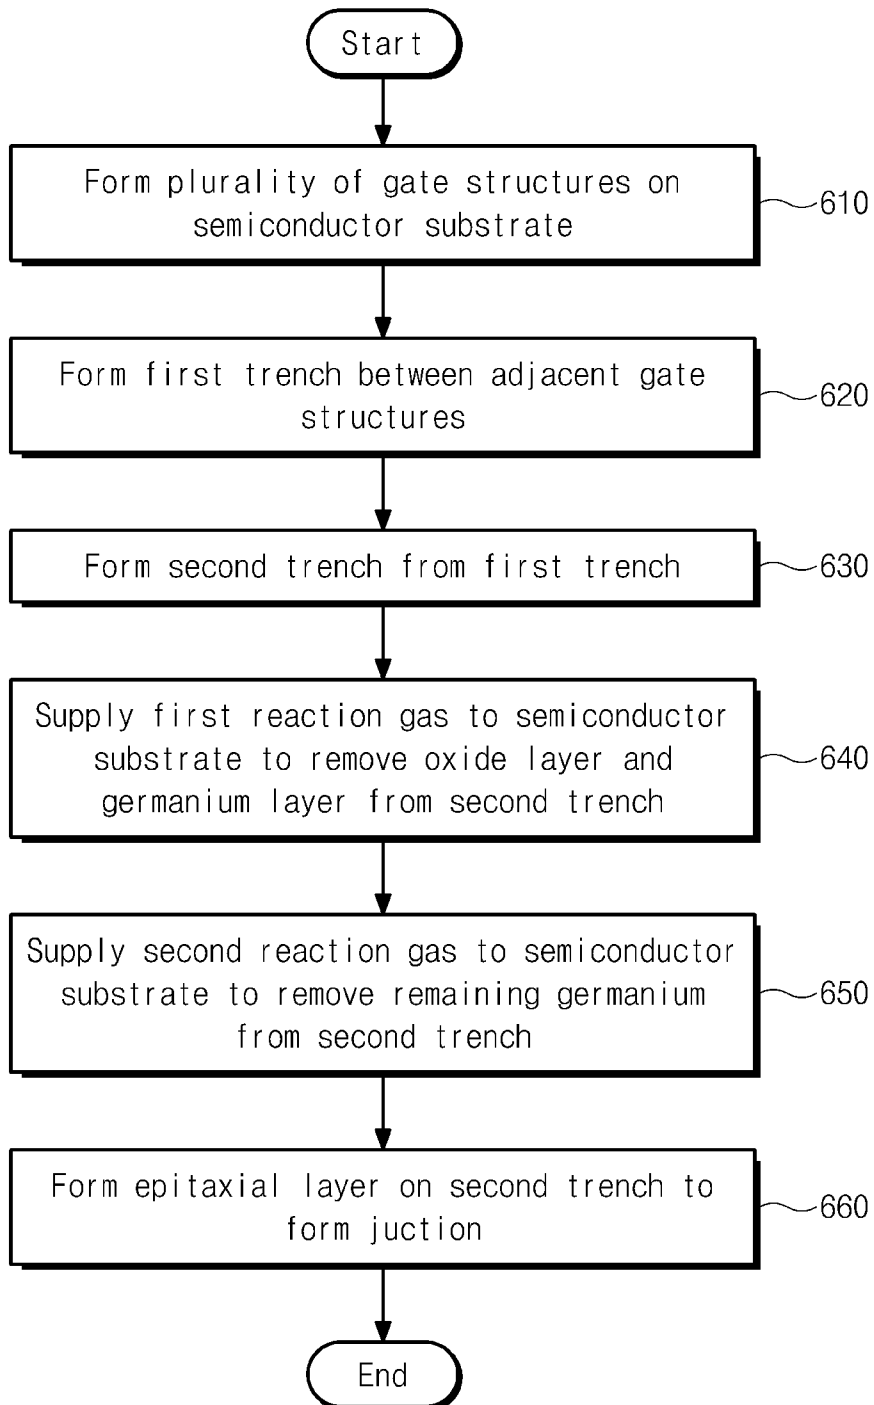 Start
Form plurality of gate structures on
semiconductor substrate
610
Form first trench between adjacent gate
structures
620
Form second trench from first trench
630
Supply first reaction gas to semiconductor
substrate to remove oxide layer and
germanium layer from second trench
640
Supply second reaction gas to semiconductor
substrate to remove remaining germanium
from second trench
650
Form epitaxial layer on second trench to
form juction
660
End